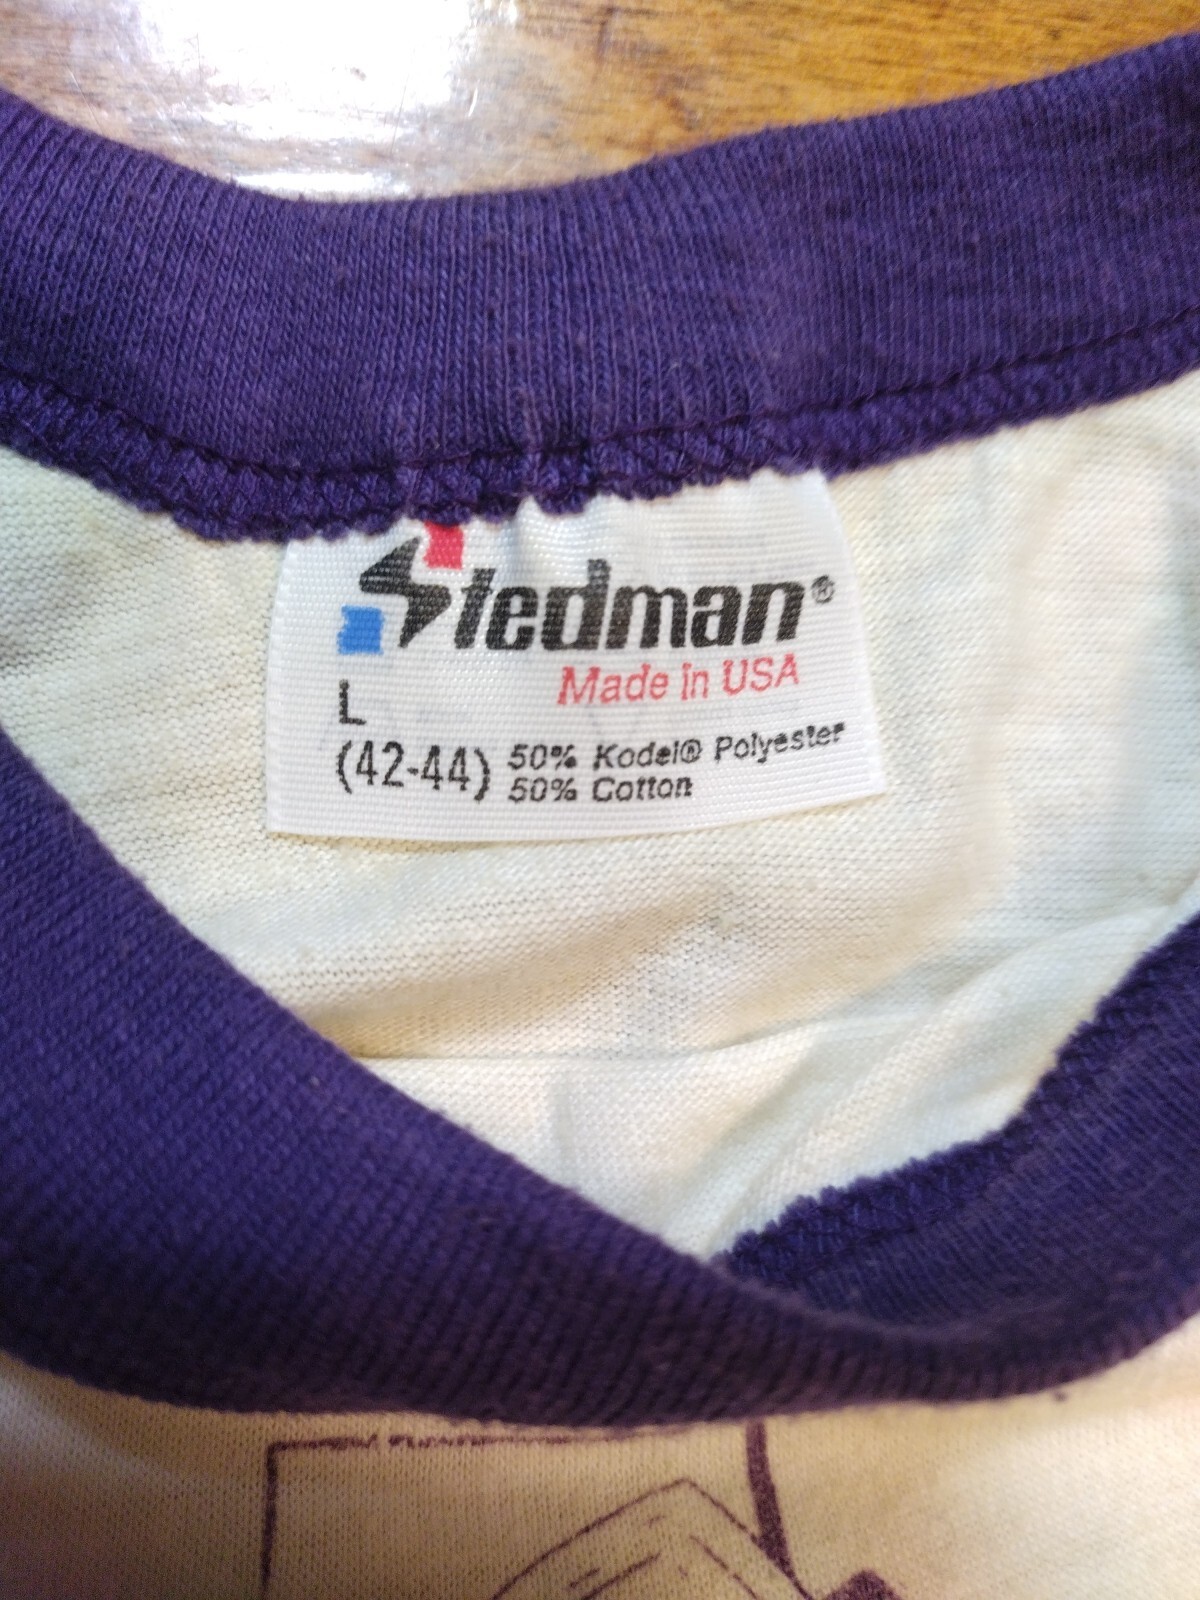 Stedman®
Made in USA
L
(42-44)
50% Kodel® Polyester
50% Cotton